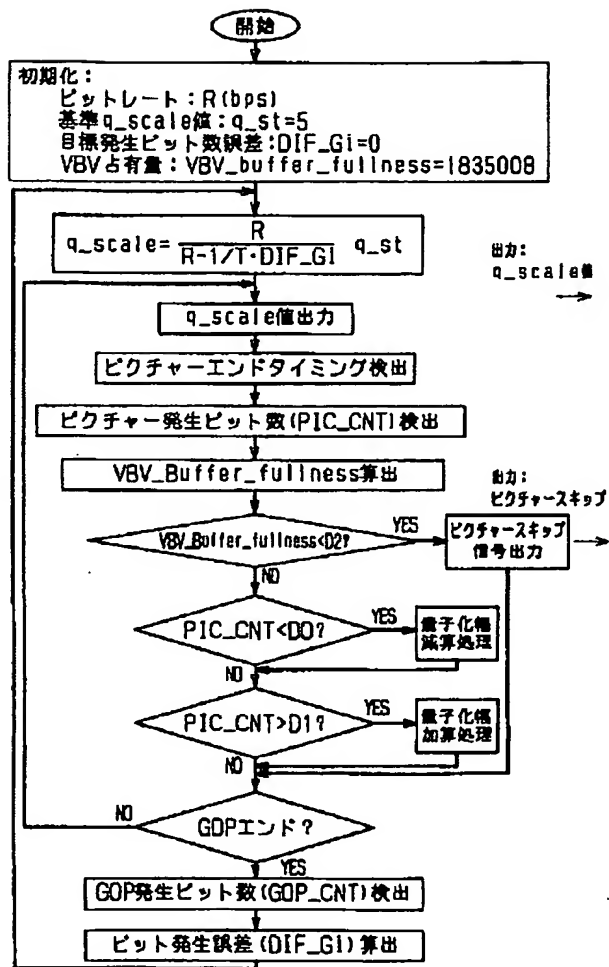 開始
初期化:
ビットレート:R(bps)
基準q_scale値:q_st=5
目標発生ビット数誤差:DIF_Gi=0
VBV占有量:VBV_buffer_fullness=1835008
q_scale= R / R-1/T·DIF_Gi q_st
出力:
q_scale値
q_scale値出力
ピクチャーエンドタイミング検出
ピクチャー発生ビット数(PIC_CNT)検出
VBV_Buffer_fullness算出
出力:
ピクチャースキップ
VBV_Buffer_fullness<D2?
YES
ピクチャースキップ
信号出力
NO
PIC_CNT<D0?
YES
量子化幅
減算処理
NO
PIC_CNT>D1?
YES
量子化幅
加算処理
NO
NO
GOPエンド?
YES
GOP発生ビット数(GOP_CNT)検出
ビット発生誤差(DIF_Gi)算出